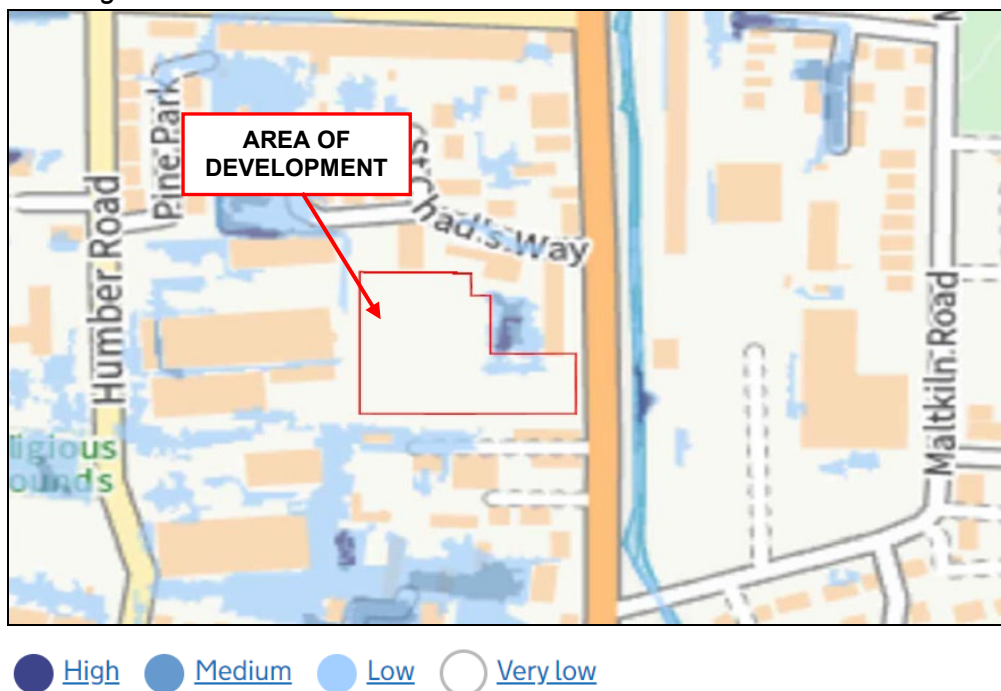 Pine Park
AREA OF
DEVELOPMENT
St Chad's Way
Humber Road
Maltkiln Road
ligious
ounds
High
Medium
Low
Very low